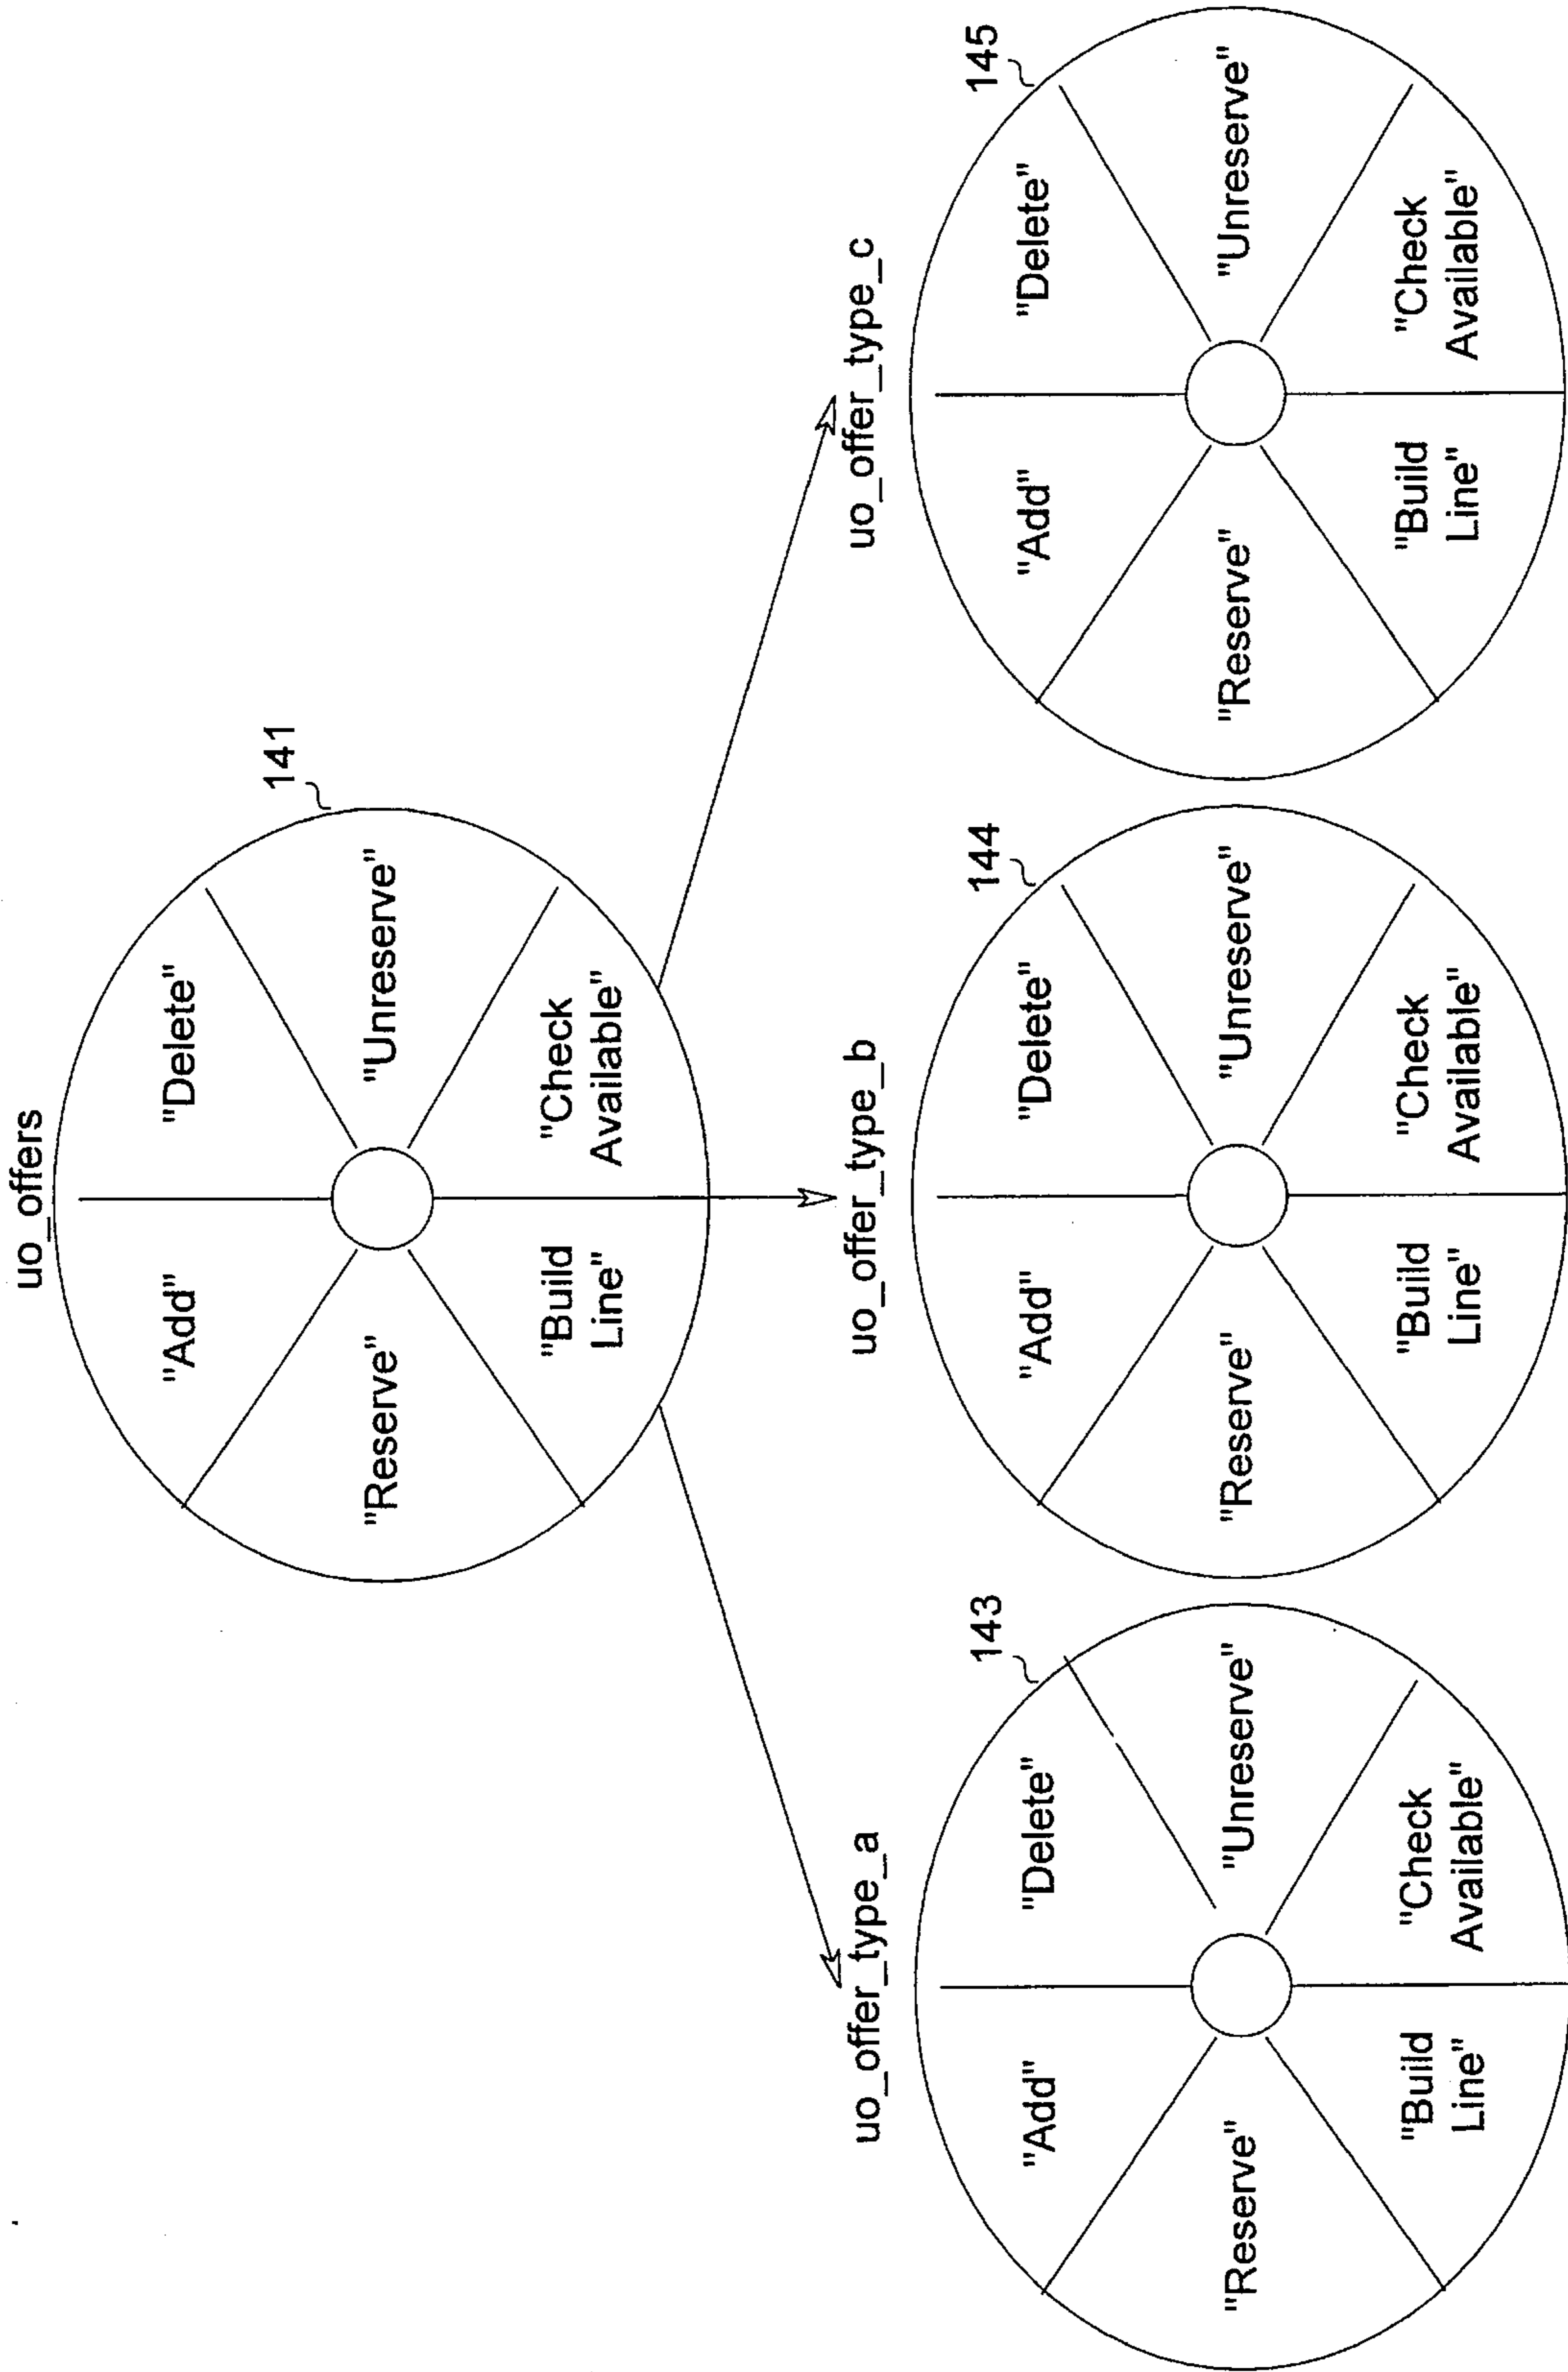 uo_offers
141
"Add"
"Delete"
"Reserve"
"Unreserve"
"Build
Line"
"Check
Available"
uo_offer_type_a
143
"Add"
"Delete"
"Reserve"
"Unreserve"
"Build
Line"
"Check
Available"
uo_offer_type_b
144
"Add"
"Delete"
"Reserve"
"Unreserve"
"Build
Line"
"Check
Available"
uo_offer_type_c
145
"Add"
"Delete"
"Reserve"
"Unreserve"
"Build
Line"
"Check
Available"